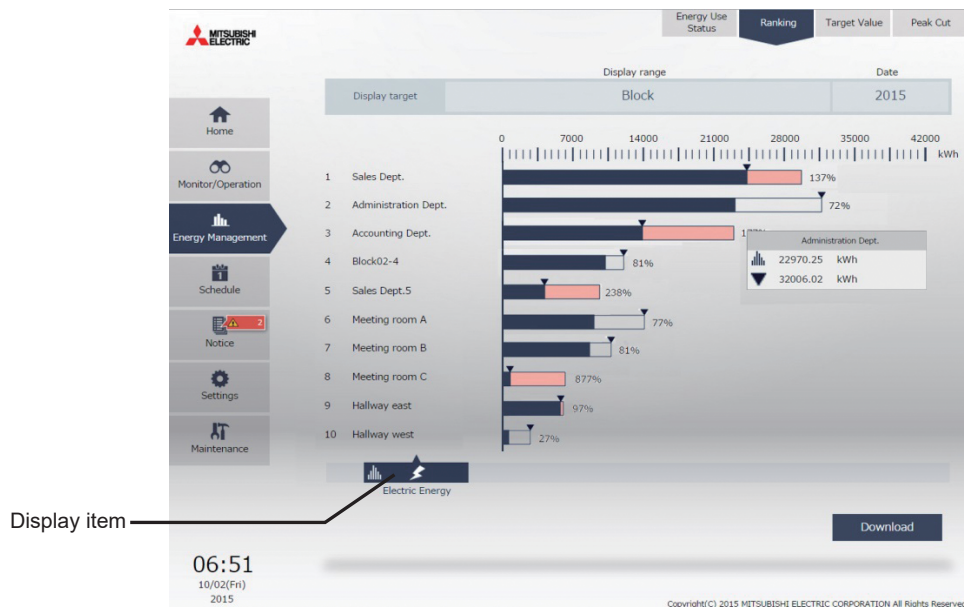 MITSUBISHI
ELECTRIC
Energy Use
Status
Ranking
Target Value
Peak Cut
Display range
Date
Display target
Block
2015
Home
Monitor/Operation
Energy Management
1
Schedule
2
Notice
Settings
Maintenance
0 7000 14000 21000 28000 35000 42000
kWh
1 Sales Dept. 137%
2 Administration Dept. 72%
3 Accounting Dept.
Administration Dept.
22970.25 kWh
32006.02 kWh
4 Block02-4 81%
5 Sales Dept.5 238%
6 Meeting room A 77%
7 Meeting room B 81%
8 Meeting room C 877%
9 Hallway east 97%
10 Hallway west 27%
Electric Energy
Display item
Download
06:51
10/02(Fri)
2015
Copyright(C) 2015 MITSUBISHI ELECTRIC CORPORATION All Rights Reserved